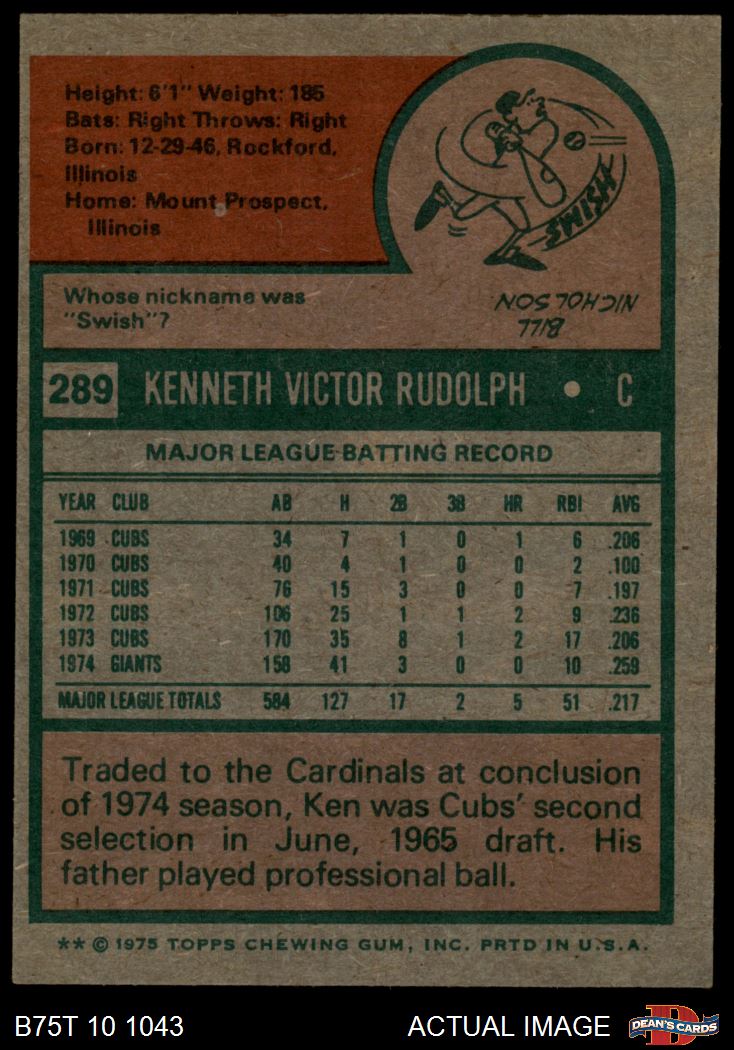 Height: 6'1" Weight: 185
Bats: Right Throws: Right
Born: 12-29-46, Rockford,
Illinois
Home: Mount Prospect,
Illinois
SWISH
Whose nickname was
"Swish"?
BILL
NICHOLSON
289 KENNETH VICTOR RUDOLPH • C
MAJOR LEAGUE BATTING RECORD
YEAR CLUB AB H 2B 3B HR RBI AVG
1969 CUBS 34 7 1 0 1 6 .206
1970 CUBS 40 4 1 0 0 2 .100
1971 CUBS 76 15 3 0 0 7 .197
1972 CUBS 106 25 1 1 2 9 .236
1973 CUBS 170 35 8 1 2 17 .206
1974 GIANTS 158 41 3 0 0 10 .259
MAJOR LEAGUE TOTALS 584 127 17 2 5 51 .217
Traded to the Cardinals at conclusion
of 1974 season, Ken was Cubs' second
selection in June, 1965 draft. His
father played professional ball.
** © 1975 TOPPS CHEWING GUM, INC. PRTD IN U.S.A.
B75T 10 1043 ACTUAL IMAGE D DEAN'S CARDS